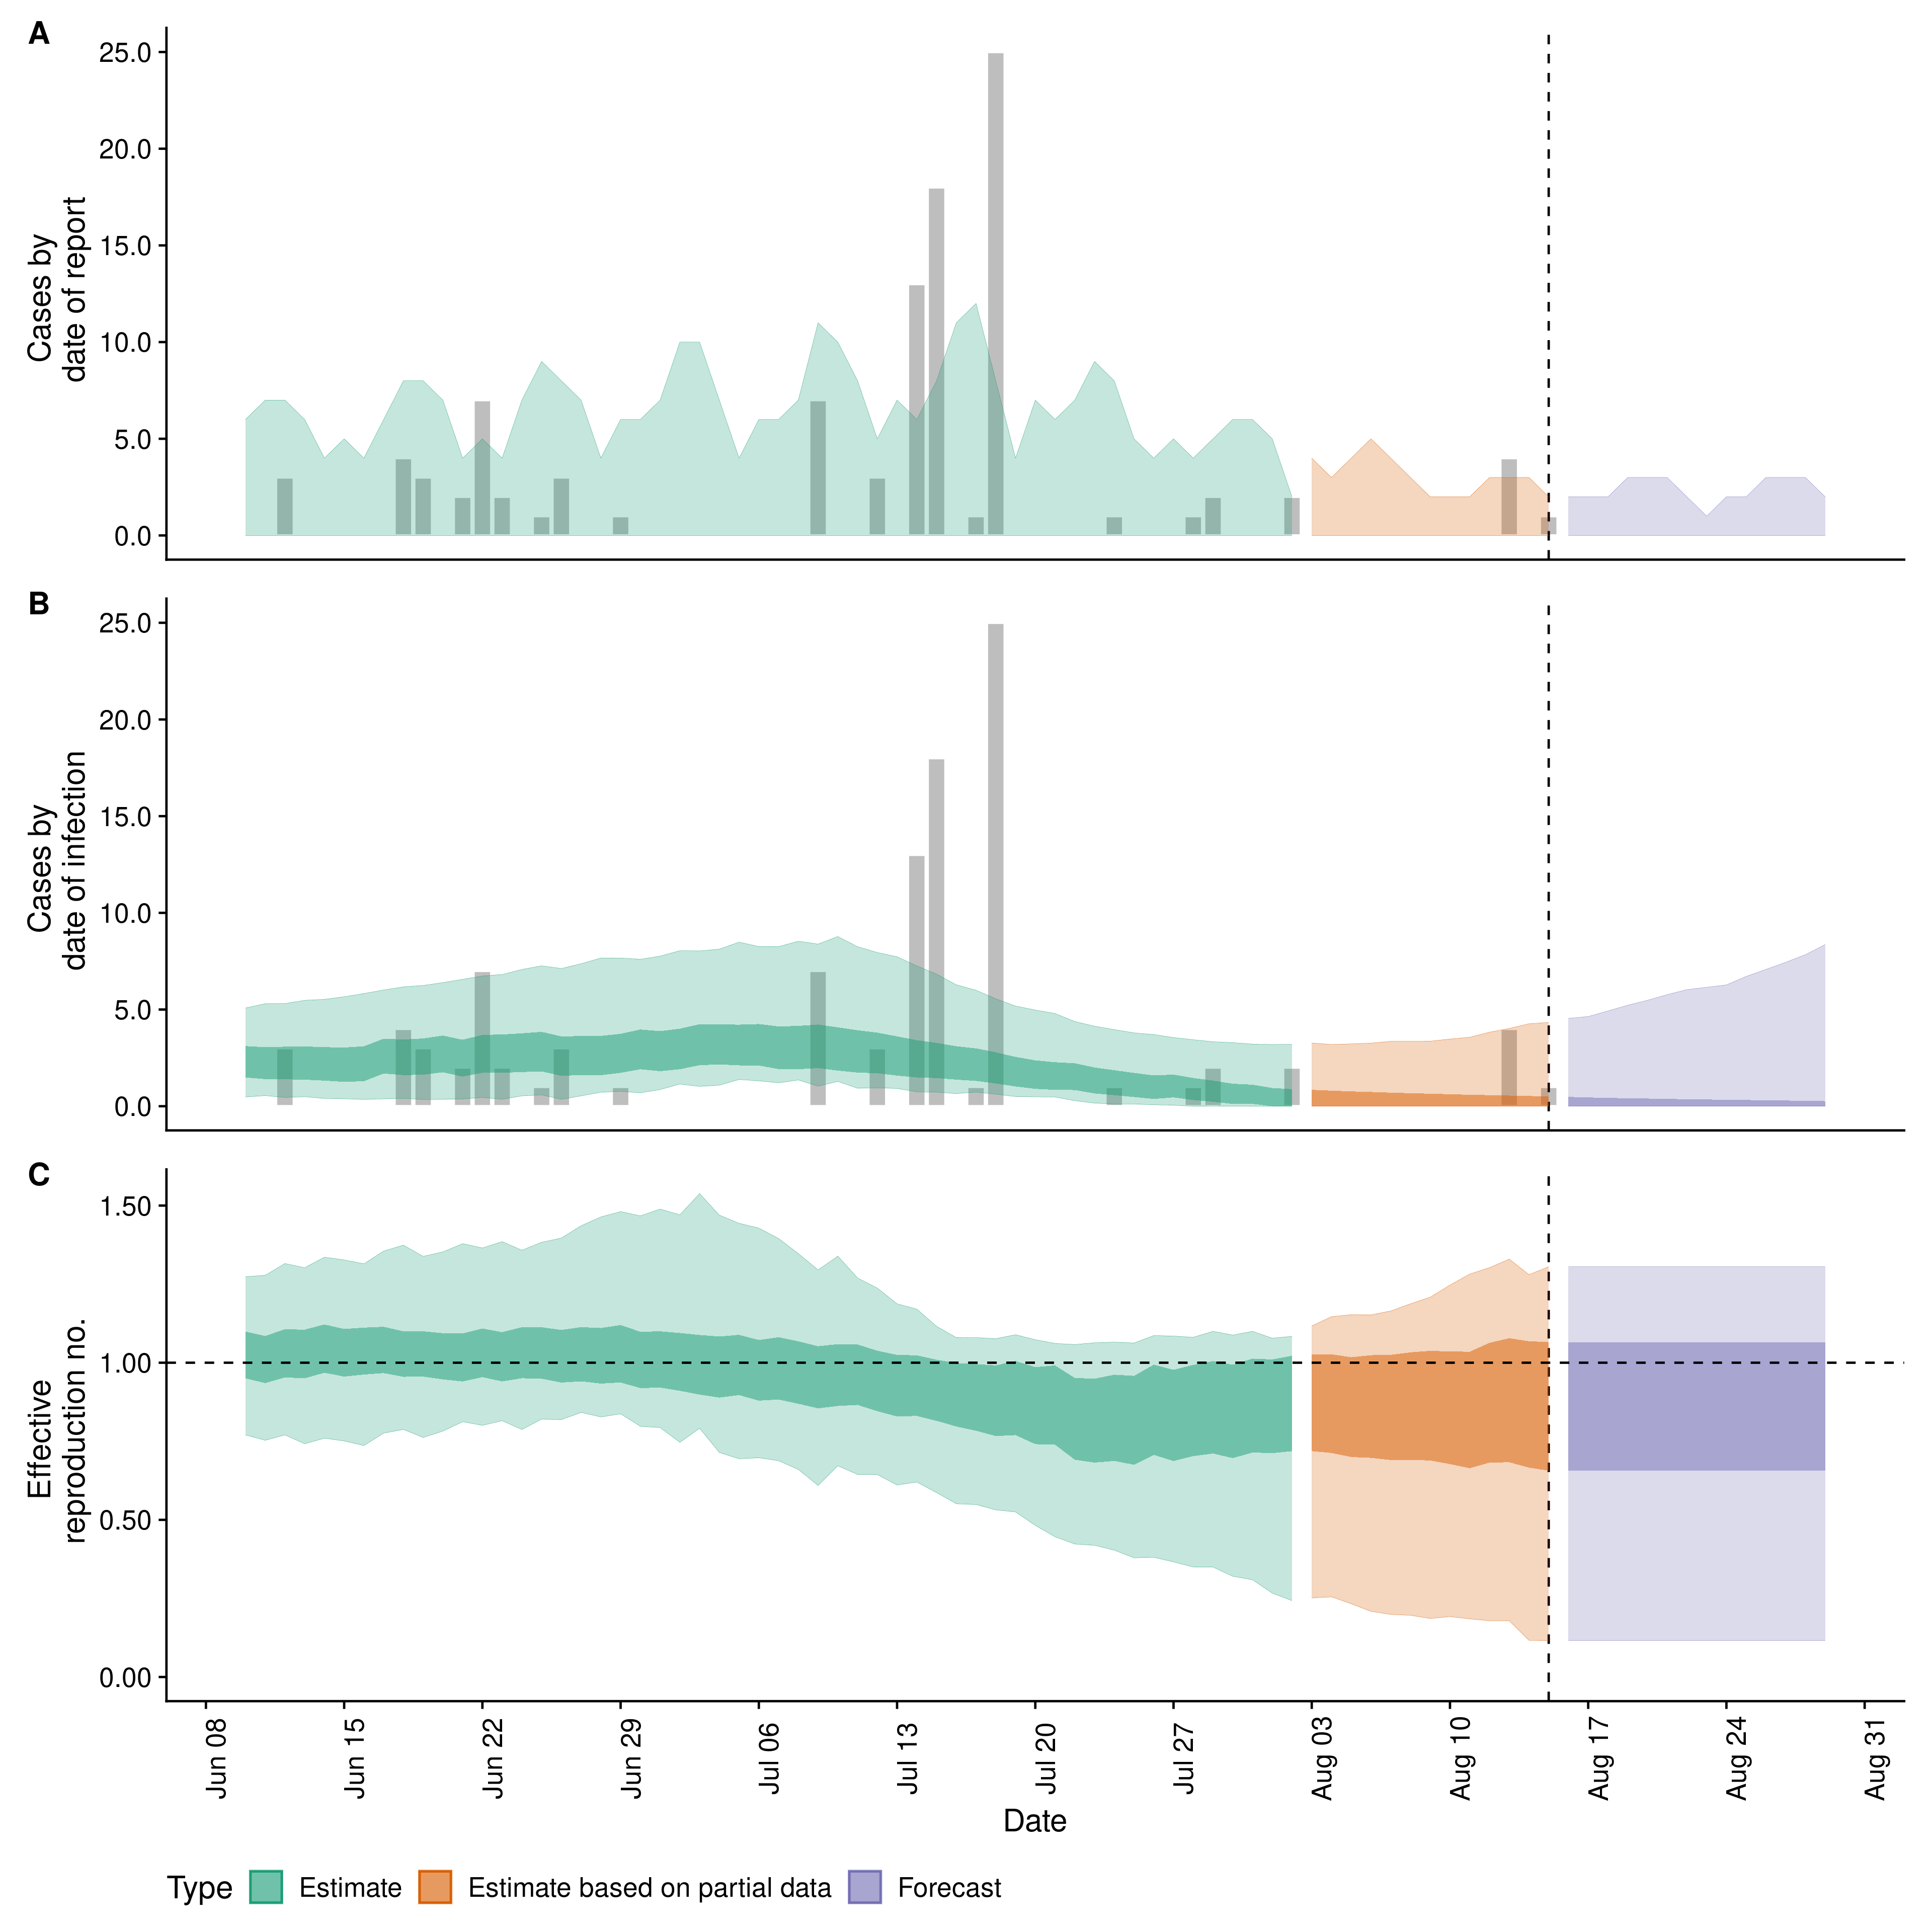 A
25.0
20.0
15.0
10.0
5.0
0.0
Cases by
date of report
B
25.0
20.0
15.0
10.0
5.0
0.0
Cases by
date of infection
C
1.50
1.00
0.50
0.00
Effective
reproduction no.
Jun 08
Jun 15
Jun 22
Jun 29
Jul 06
Jul 13
Jul 20
Jul 27
Aug 03
Aug 10
Aug 17
Aug 24
Aug 31
Date
Type Estimate Estimate based on partial data Forecast